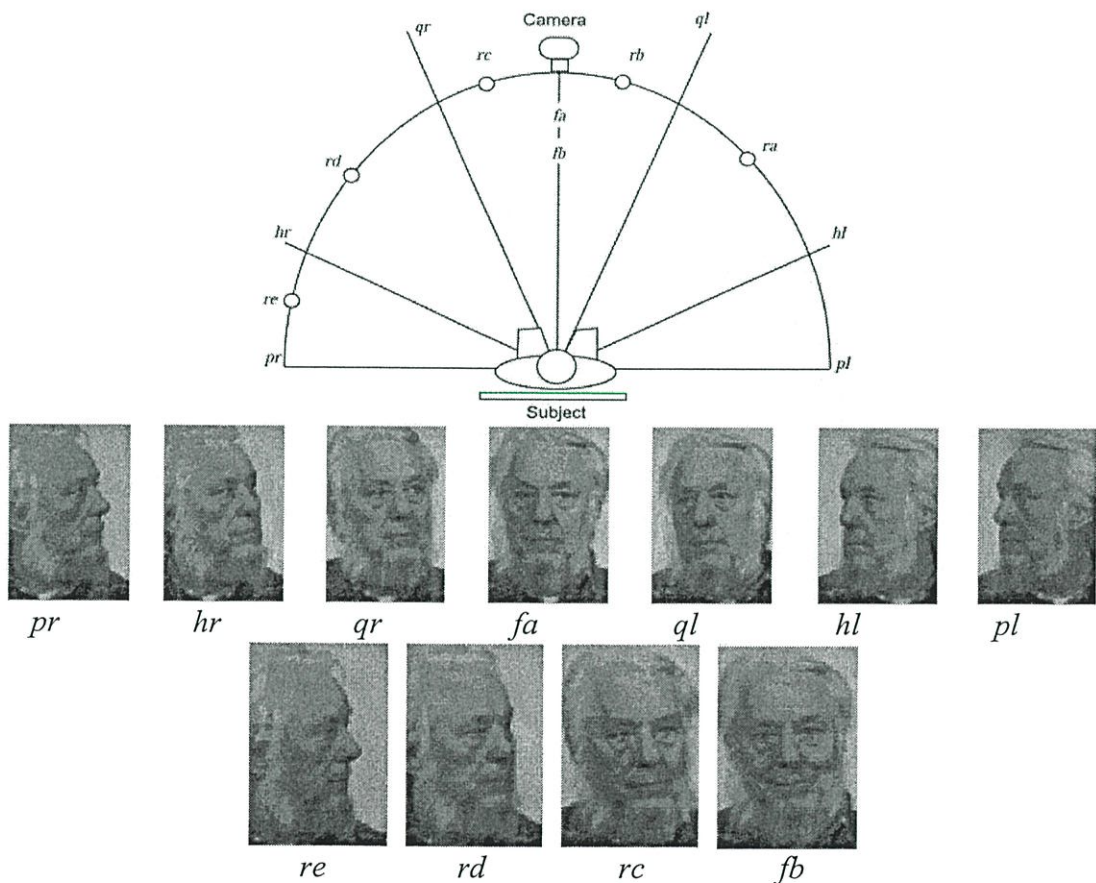 Camera
qr
ql
rc
rb
fa
fb
rd
ra
hr
hl
re
pr
pl
Subject
pr hr qr fa ql hl pl
re rd rc fb